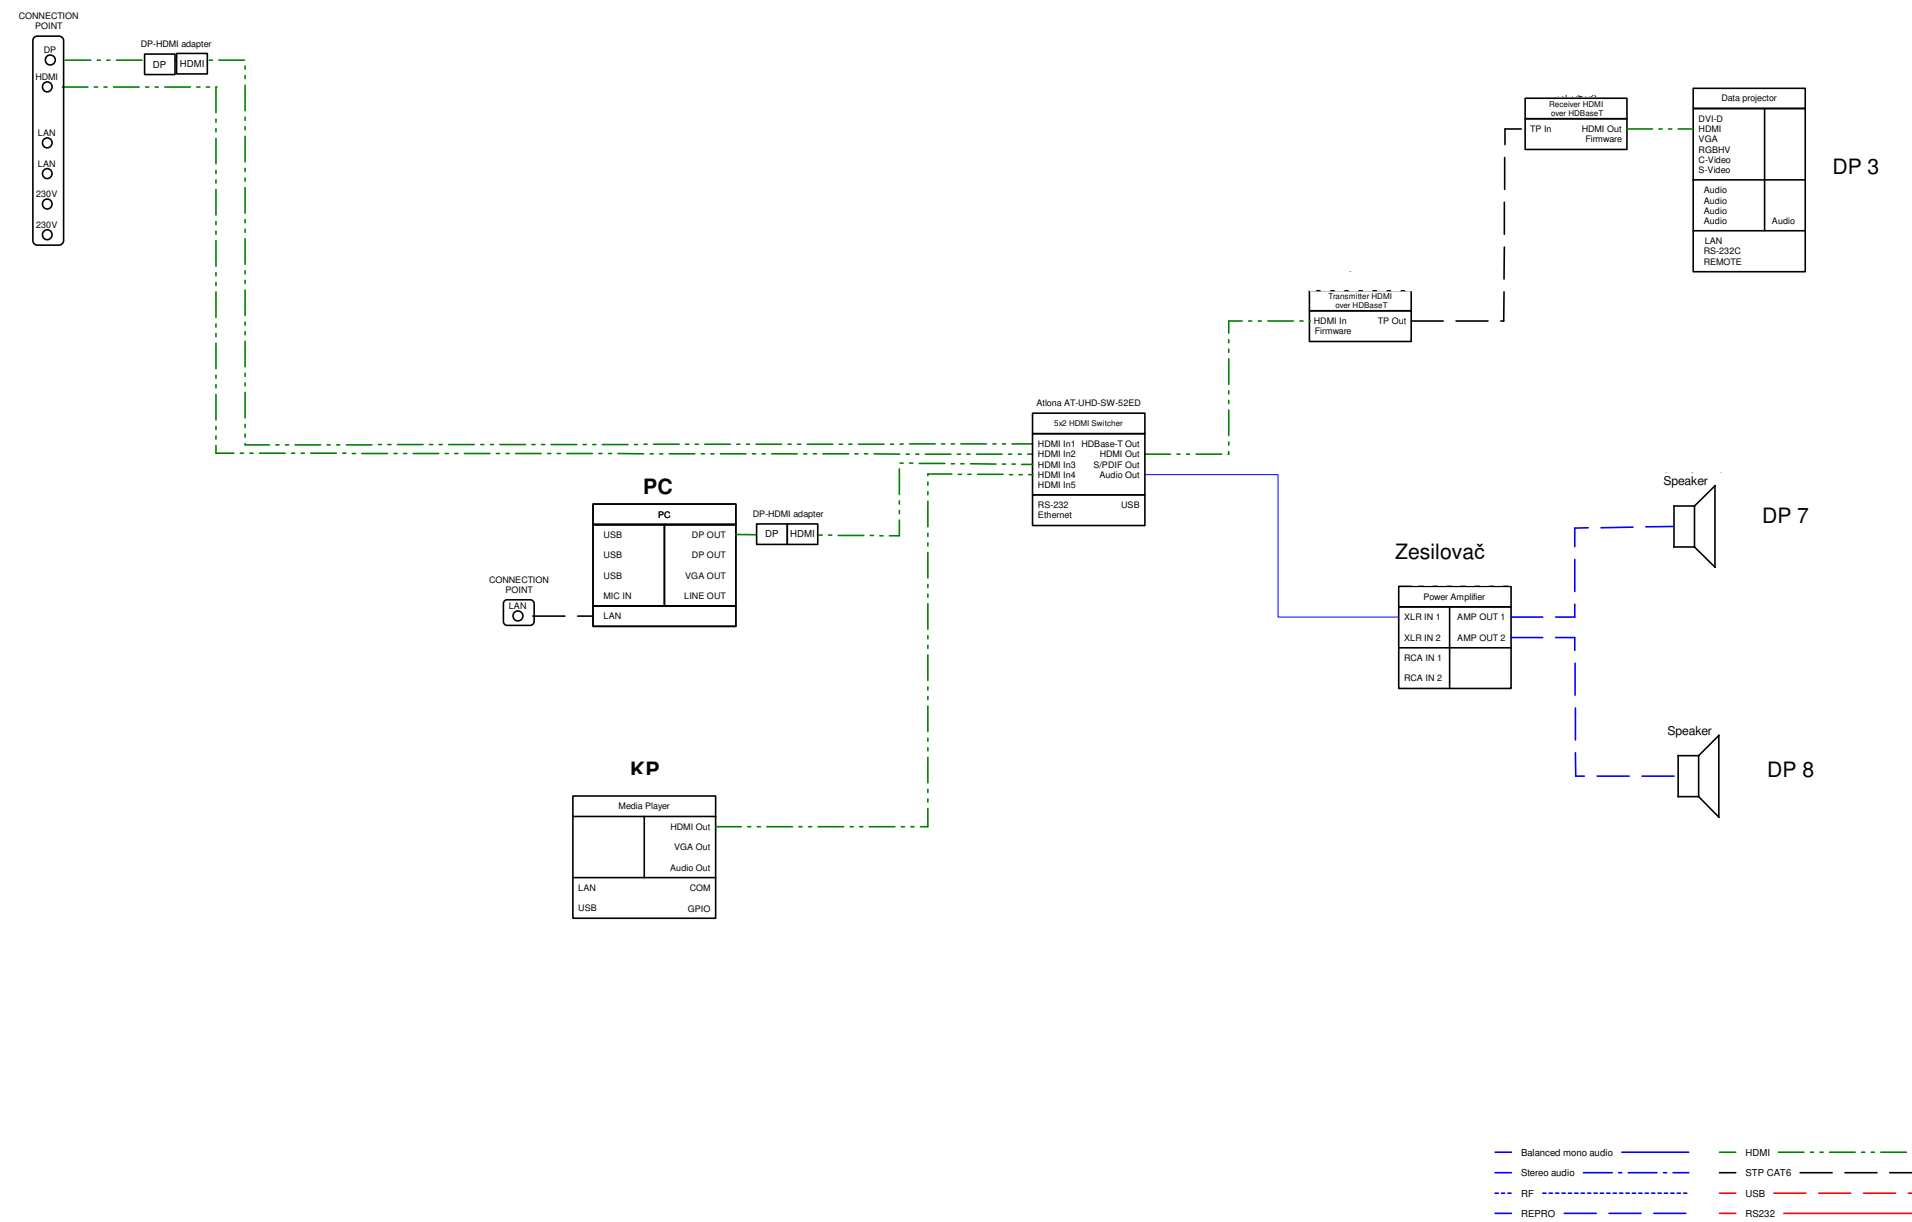 CONNECTION
POINT
DP
HDMI
LAN
LAN
230V
230V
DP-HDMI adapter
DP HDMI
Receiver HDMI
over HDBaseT
TP In HDMI Out
Firmware
Data projector
DVI-D
HDMI
VGA
RGBHV
C-Video
S-Video
Audio
Audio
Audio
Audio Audio
LAN
RS-232C
REMOTE
DP 3
Transmitter HDMI
over HDBaseT
HDMI In TP Out
Firmware
Atlona AT-UHD-SW-52ED
5x2 HDMI Switcher
HDMI In1 HDBase-T Out
HDMI In2 HDMI Out
HDMI In3 S/PDIF Out
HDMI In4 Audio Out
HDMI In5
RS-232 USB
Ethernet
PC
PC
USB DP OUT
USB DP OUT
USB VGA OUT
MIC IN LINE OUT
LAN
DP-HDMI adapter
DP HDMI
CONNECTION
POINT
LAN
Speaker
DP 7
Zesilovač
Power Amplifier
XLR IN 1 AMP OUT 1
XLR IN 2 AMP OUT 2
RCA IN 1
RCA IN 2
Speaker
DP 8
KP
Media Player
HDMI Out
VGA Out
Audio Out
LAN COM
USB GPIO
Balanced mono audio
Stereo audio
RF
REPRO
HDMI
STP CAT6
USB
RS232